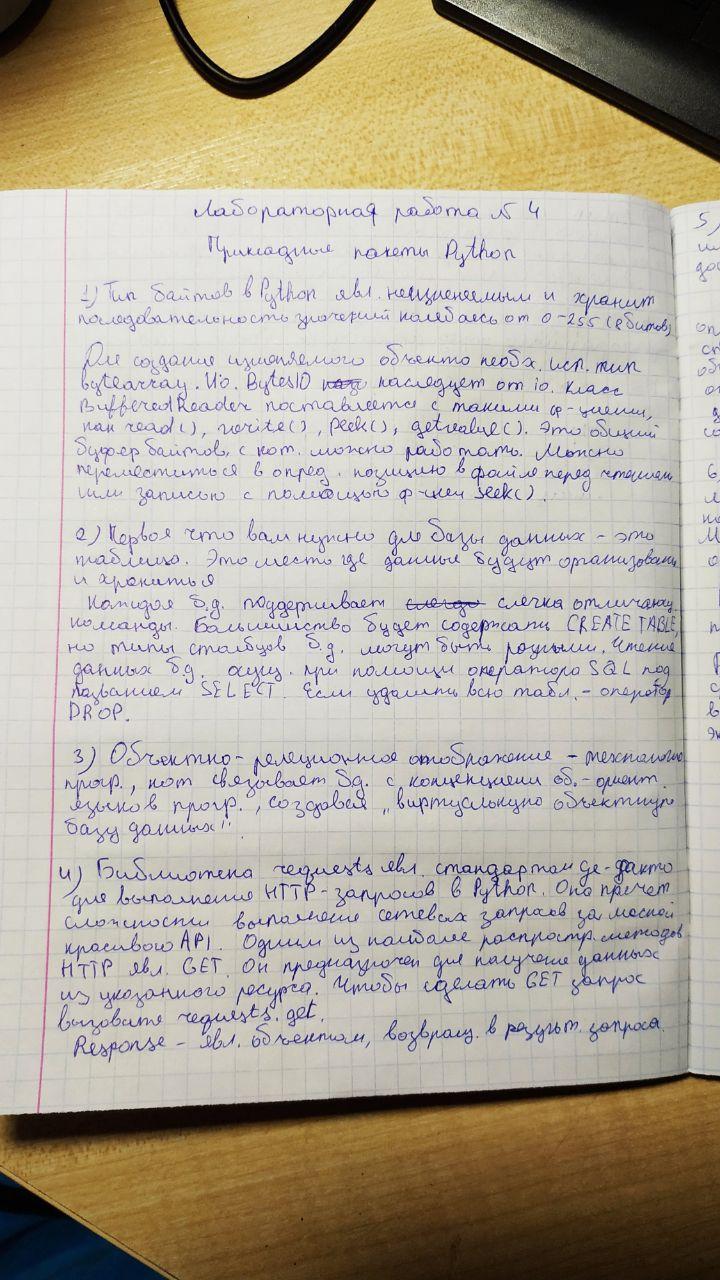 Лабораторная работа № 4
Прикладные пакеты Python
1) Тип байтов в Python явл. неизменяемым и хранит
последовательность значений колебаясь от 0-255 (8 битов)
Для создание изменяемого объекто необх. исп. тип
bytearray. И io. BytesIO наследует от io. Класс
BufferedReader поставляется с такими ф-циями,
как read(), write(), peek(), getvalue(). Это общий
буфер байтов, с кот. можно работать. Можно
переместиться в опред. позицию в файле перед чтением
или записью с помощью ф-ции seek().
2) Первое что вам нужно для базы данных - это
таблица. Это место где данные будут организованы
и храниться
Каждая б.д. поддерживает слегка отличающ.
команды. Большинство будет содержать CREATE TABLE,
но типы столбцов б.д. могут быть разными. Чтение
данных бд. осущ. при помощи оператора SQL под
названием SELECT. Если удалить всю табл. - оператор
DROP.
3) Объектно-реляционное отображение - технология
прогр., кот связывает бд. с концепциями об.-ориент.
языков прогр., создавая "виртуальную объектную
базу данных".
4) Библиотека requests явл. стандартом де-факто
для выполнения HTTP-запросов в Python. Она прячет
сложности выполнение сетевых запросов за маской
красивого API. Одним из наиболее распростр. методов
HTTP явл. GET. Он предназначен для получения данных
из указанного ресурса. Чтобы сделать GET запрос
вызовите requests.get.
Response - явл. объектом, возвращ. в результ. запроса.
5)